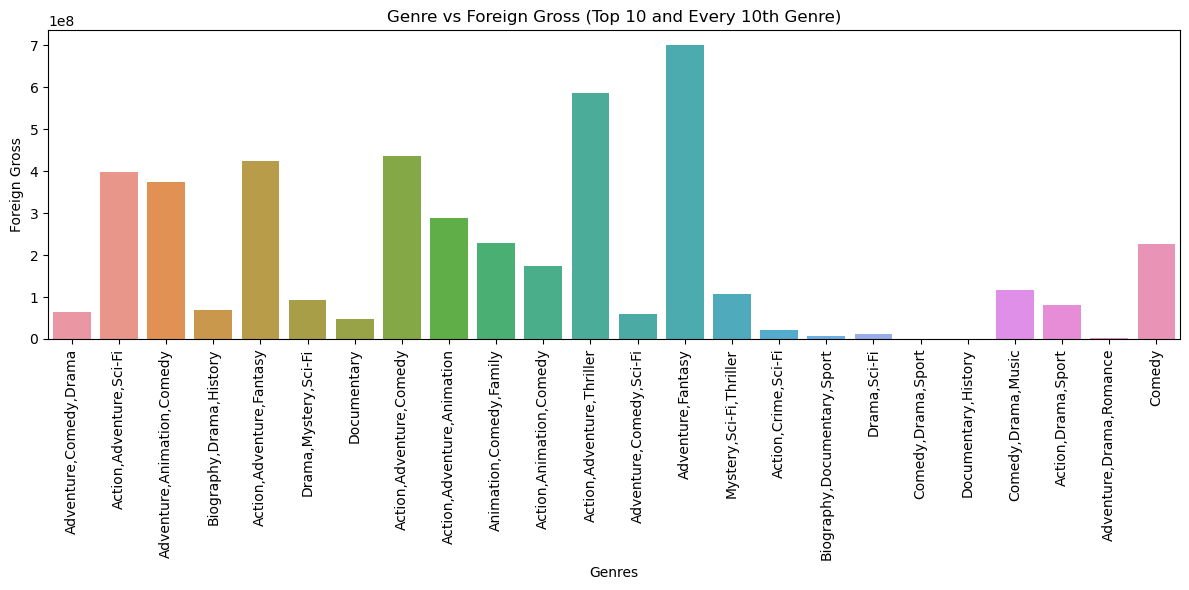 Genre vs Foreign Gross (Top 10 and Every 10th Genre)
1e8
7
6
5
4
3
2
1
0
Foreign Gross
Adventure,Comedy,Drama
Action,Adventure,Sci-Fi
Adventure,Animation,Comedy
Biography,Drama,History
Action,Adventure,Fantasy
Drama,Mystery,Sci-Fi
Documentary
Action,Adventure,Comedy
Action,Adventure,Animation
Animation,Comedy,Family
Action,Animation,Comedy
Action,Adventure,Thriller
Adventure,Comedy,Sci-Fi
Adventure,Fantasy
Mystery,Sci-Fi,Thriller
Action,Crime,Sci-Fi
Biography,Documentary,Sport
Drama,Sci-Fi
Comedy,Drama,Sport
Documentary,History
Comedy,Drama,Music
Action,Drama,Sport
Adventure,Drama,Romance
Comedy
Genres